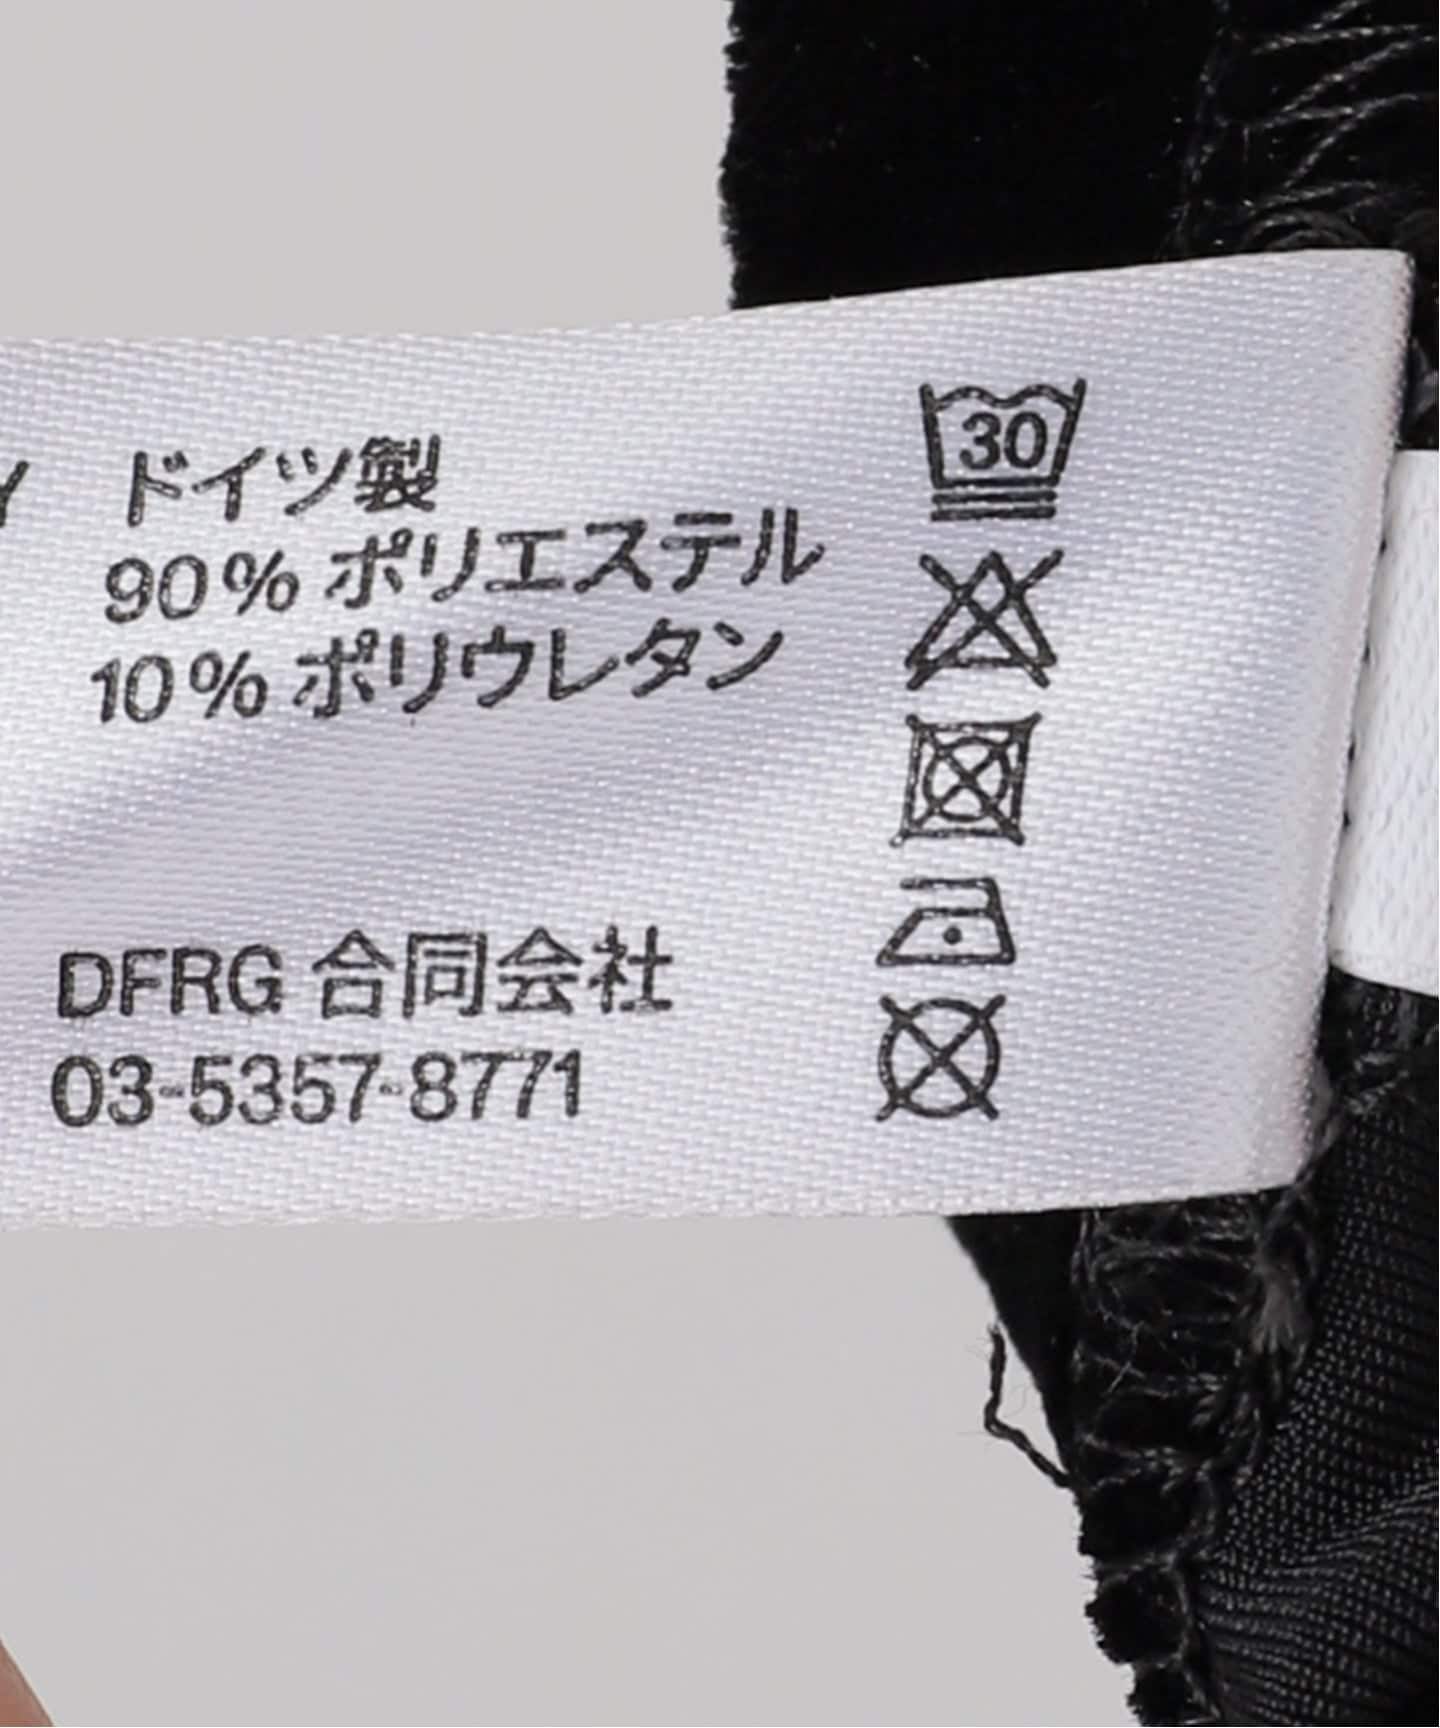 ドイツ製
90% ポリエステル
10% ポリウレタン
DFRG 合同会社
03-5357-8771
30